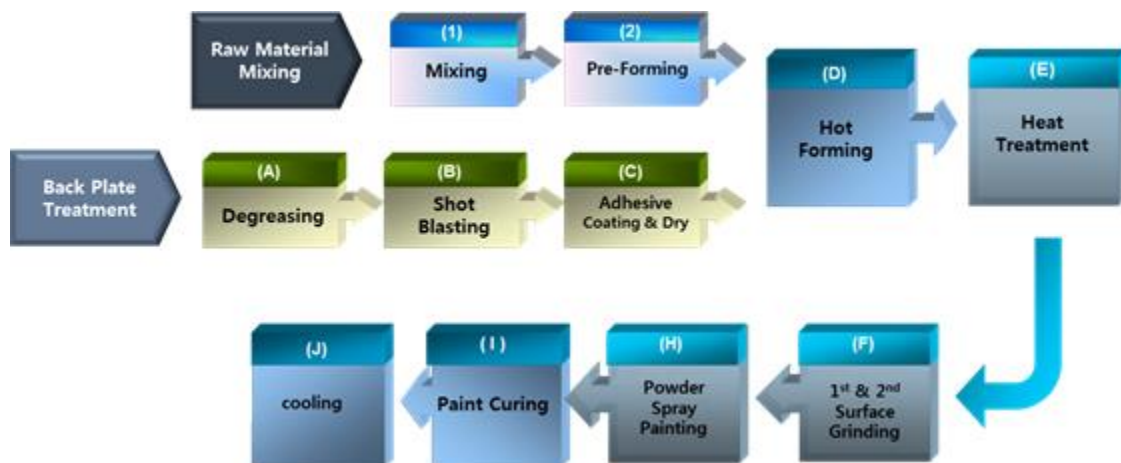 Raw Material
Mixing
(1)
Mixing
(2)
Pre-Forming
(D)
Hot
Forming
(E)
Heat
Treatment
Back Plate
Treatment
(A)
Degreasing
(B)
Shot
Blasting
(C)
Adhesive
Coating & Dry
(J)
cooling
(I)
Paint Curing
(H)
Powder
Spray
Painting
(F)
1st & 2nd
Surface
Grinding